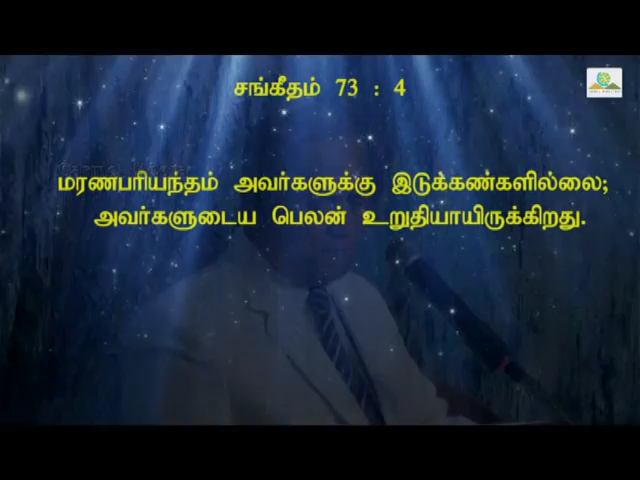 சங்கீதம் 73 : 4
மரணபரியந்தம் அவர்களுக்கு இடுக்கண்களில்லை;
அவர்களுடைய பெலன் உறுதியாயிருக்கிறது.